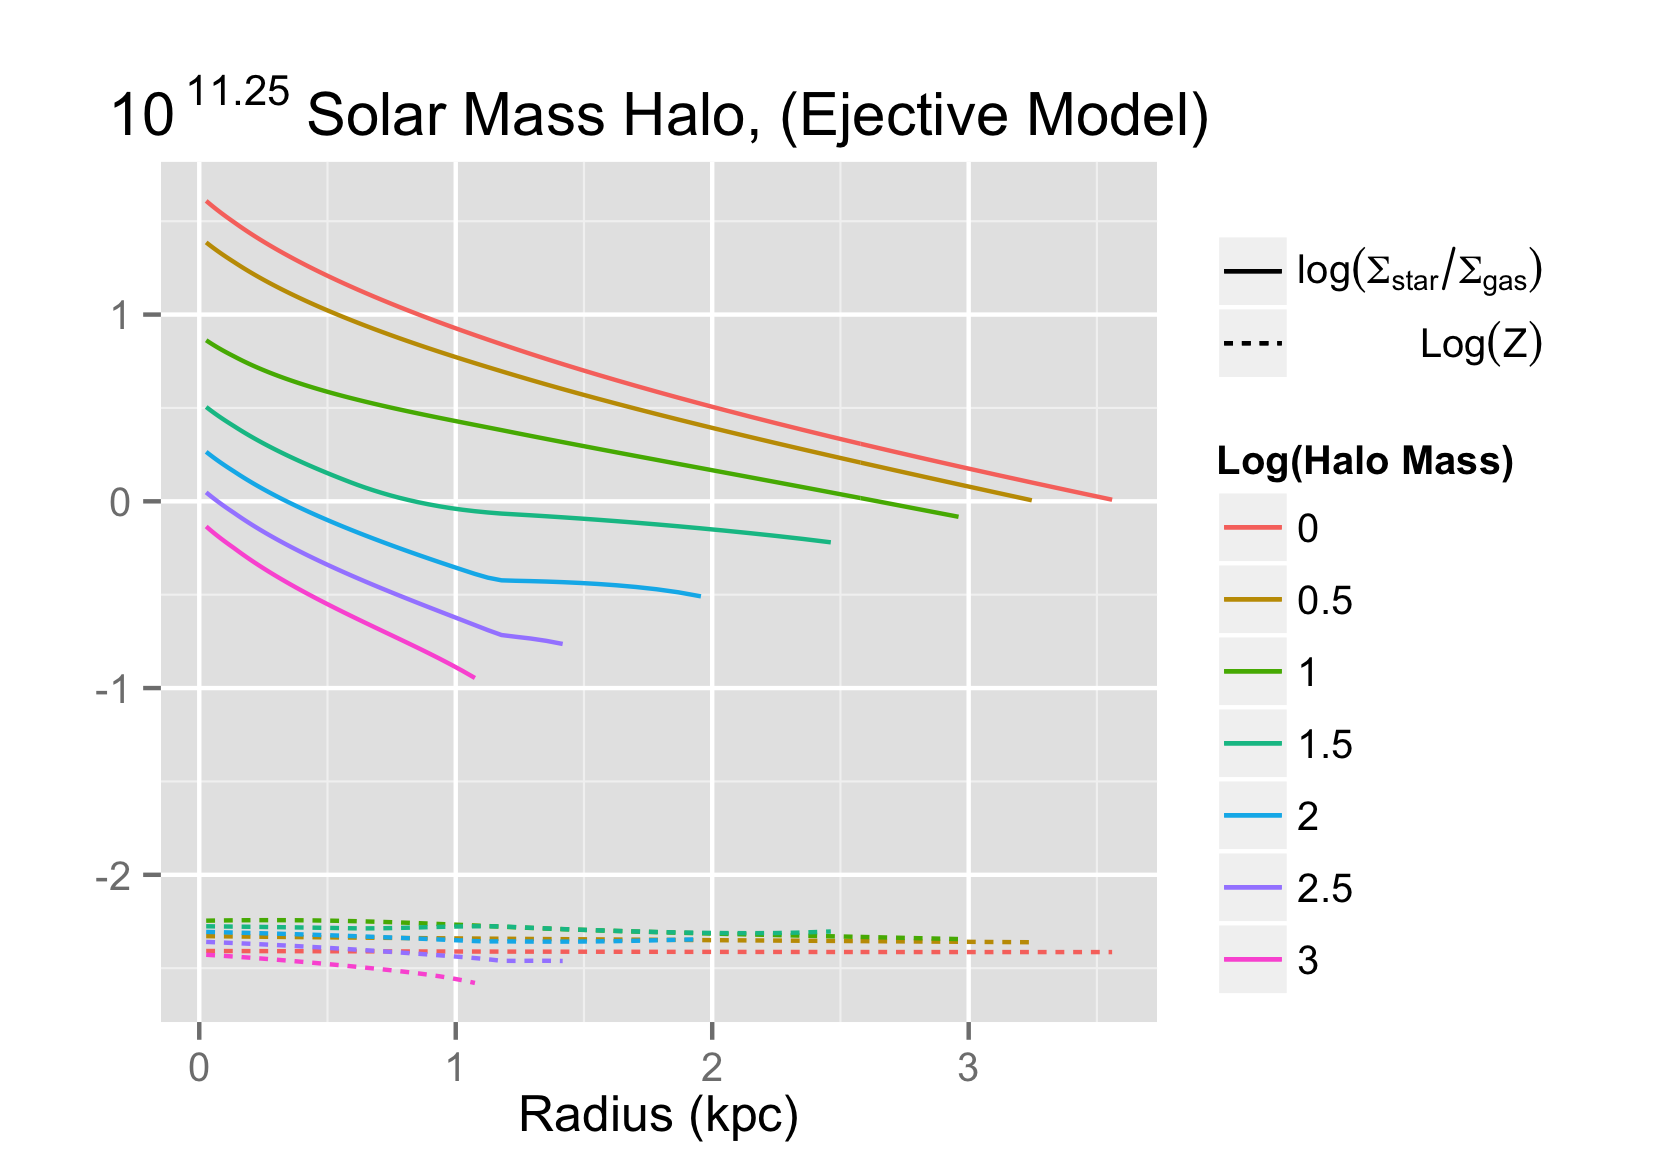 10^11.25 Solar Mass Halo, (Ejective Model)
1
0
-1
-2
0 1 2 3
Radius (kpc)
log(Σstar/Σgas)
Log(Z)
Log(Halo Mass)
0
0.5
1
1.5
2
2.5
3